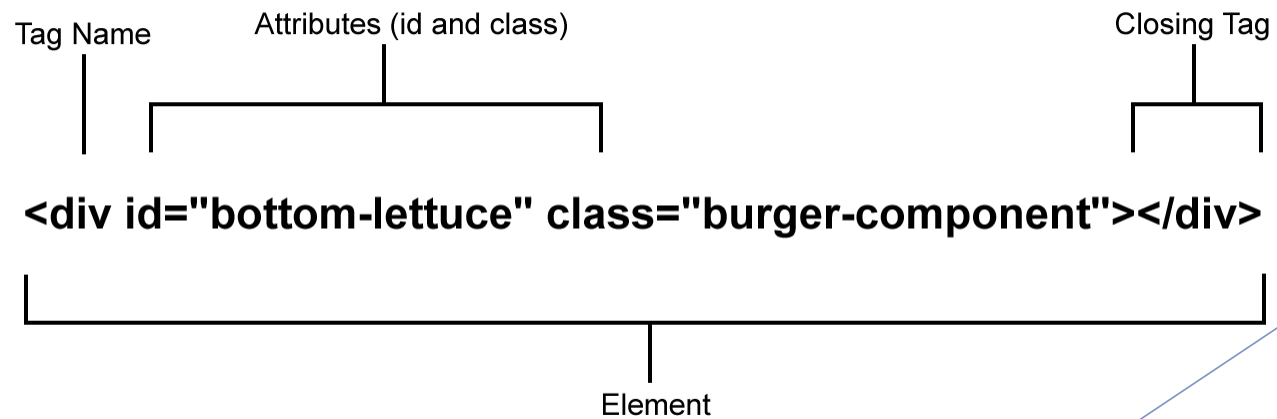 Tag Name
Attributes (id and class)
Closing Tag
<div id="bottom-lettuce" class="burger-component"></div>
Element